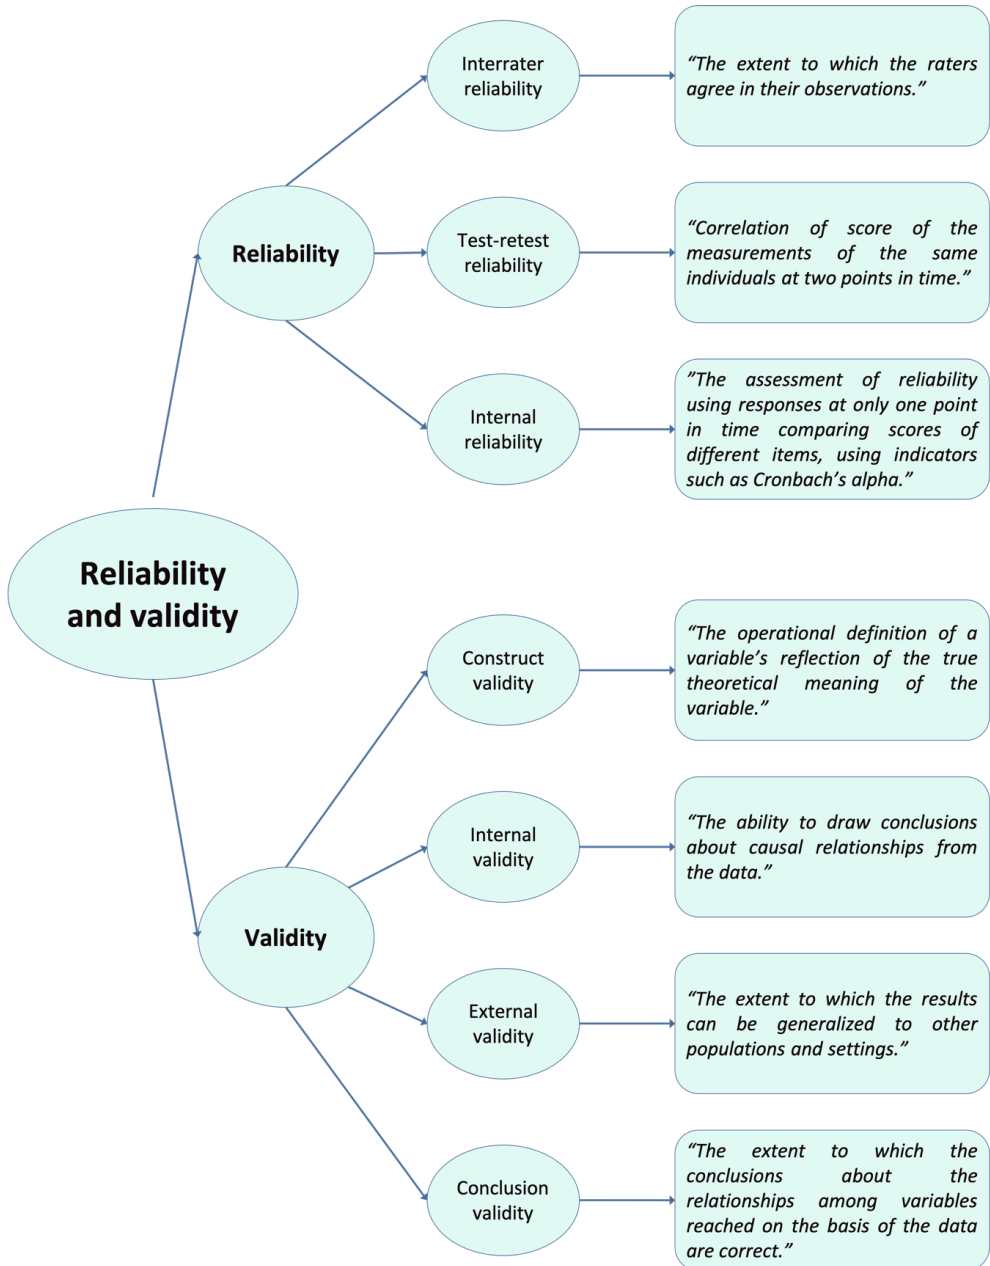 Interrater
reliability
“The extent to which the raters
agree in their observations.”
Reliability
Test-retest
reliability
“Correlation of score of the
measurements of the same
individuals at two points in time.”
Internal
reliability
”The assessment of reliability
using responses at only one point
in time comparing scores of
different items, using indicators
such as Cronbach’s alpha.”
Reliability
and validity
Construct
validity
“The operational definition of a
variable’s reflection of the true
theoretical meaning of the
variable.”
Internal
validity
“The ability to draw conclusions
about causal relationships from
the data.”
Validity
External
validity
“The extent to which the results
can be generalized to other
populations and settings.”
Conclusion
validity
“The extent to which the
conclusions about the
relationships among variables
reached on the basis of the data
are correct.”